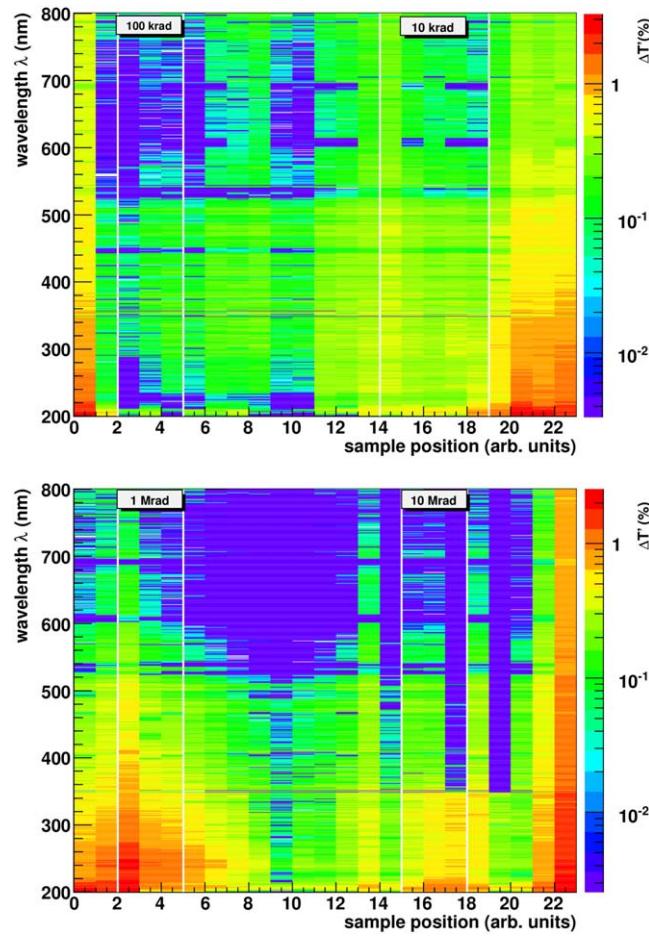 100 krad
10 krad
ΔT'(%)
wavelength λ (nm)
800
700
600
500
400
300
200
1
10⁻¹
10⁻²
0 2 4 6 8 10 12 14 16 18 20 22
sample position (arb. units)
1 Mrad
10 Mrad
ΔT'(%)
wavelength λ (nm)
800
700
600
500
400
300
200
1
10⁻¹
10⁻²
0 2 4 6 8 10 12 14 16 18 20 22
sample position (arb. units)